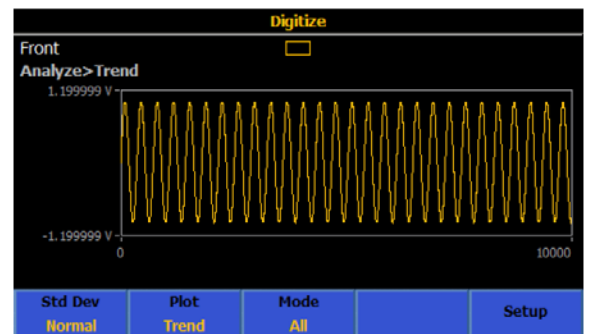 Digitize
Front
Analyze>Trend
1.199999 V
-1.199999 V
0 10000
Std Dev Plot Mode Setup
Normal Trend All